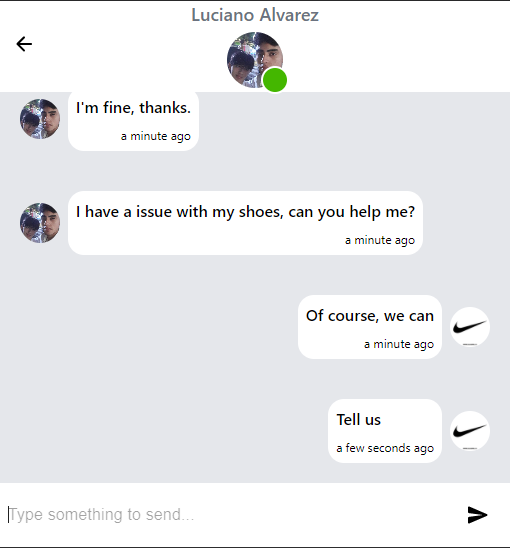 Luciano Alvarez
I'm fine, thanks.
a minute ago
I have a issue with my shoes, can you help me?
a minute ago
Of course, we can
a minute ago
Tell us
a few seconds ago
Type something to send...